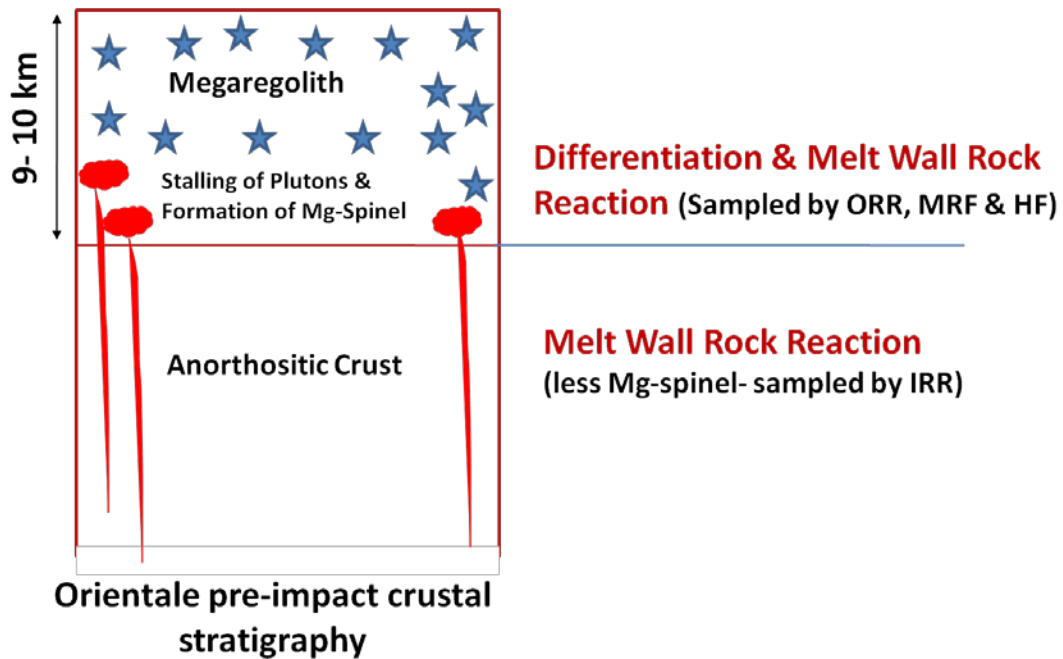 9- 10 km
Megaregolith
Stalling of Plutons &
Formation of Mg-Spinel
Differentiation & Melt Wall Rock
Reaction (Sampled by ORR, MRF & HF)
Anorthositic Crust
Melt Wall Rock Reaction
(less Mg-spinel- sampled by IRR)
Orientale pre-impact crustal
stratigraphy